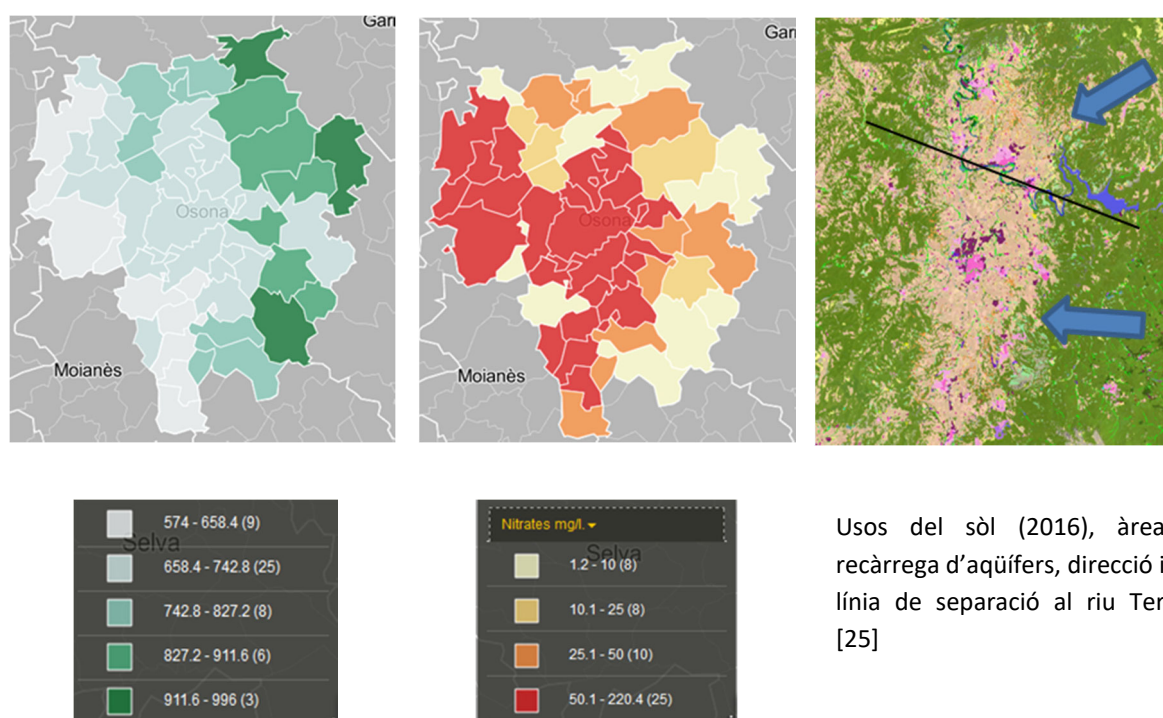 Garr
Osona
Moianès
Garr
Osona
Moianès
Selva
574 - 658.4 (9)
658.4 - 742.8 (25)
742.8 - 827.2 (8)
827.2 - 911.6 (6)
911.6 - 996 (3)
Nitrates mg/l.
Selva
1.2 - 10 (8)
10.1 - 25 (8)
25.1 - 50 (10)
50.1 - 220.4 (25)
Usos del sòl (2016), àrea
recàrrega d’aqüífers, direcció i
línia de separació al riu Ter
[25]